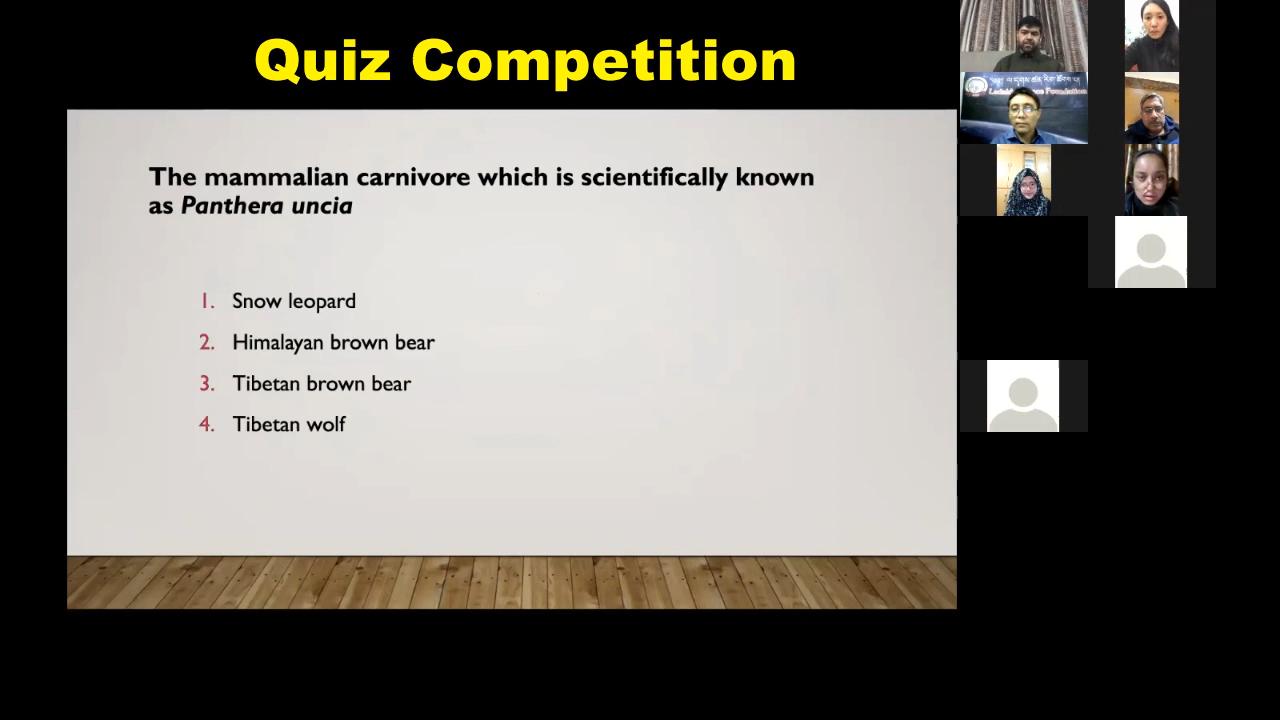 Quiz Competition
The mammalian carnivore which is scientifically known
as Panthera uncia
1. Snow leopard
2. Himalayan brown bear
3. Tibetan brown bear
4. Tibetan wolf
Foundation